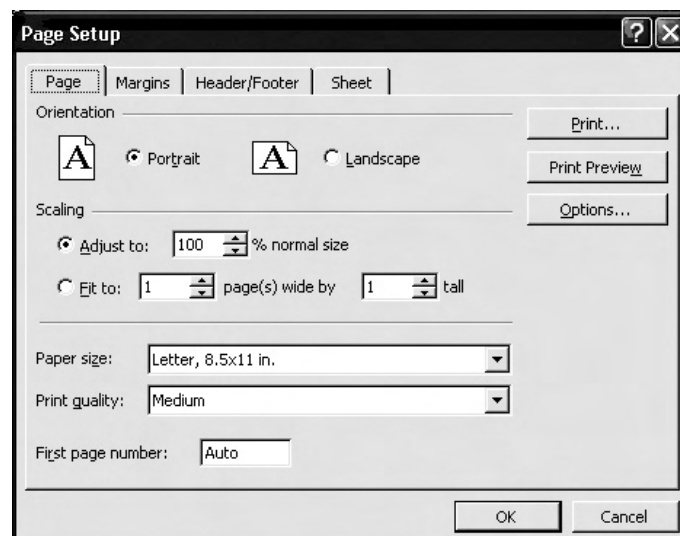 Page Setup
Page Margins Header/Footer Sheet
Orientation
A Portrait A Landscape
Print...
Print Preview
Options...
Scaling
Adjust to: 100 % normal size
Fit to: 1 page(s) wide by 1 tall
Paper size: Letter, 8.5x11 in.
Print quality: Medium
First page number: Auto
OK Cancel